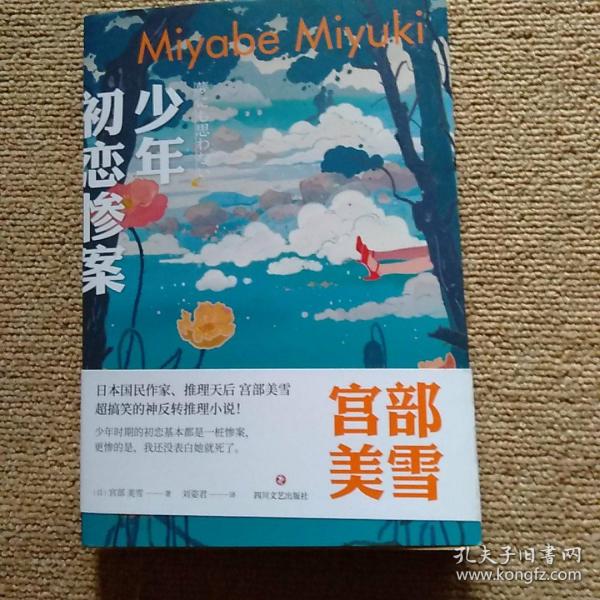 Miyabe Miyuki
夢にも思わない
少年
初恋惨案
日本国民作家、推理天后 宫部美雪
超搞笑的神反转推理小说！
少年时期的初恋基本都是一桩惨案，
更惨的是，我还没表白她就死了。
宫部
美雪
〔日〕宫部 美雪——著 刘姿君——译 四川文艺出版社
孔夫子旧书网
www.kongfz.com